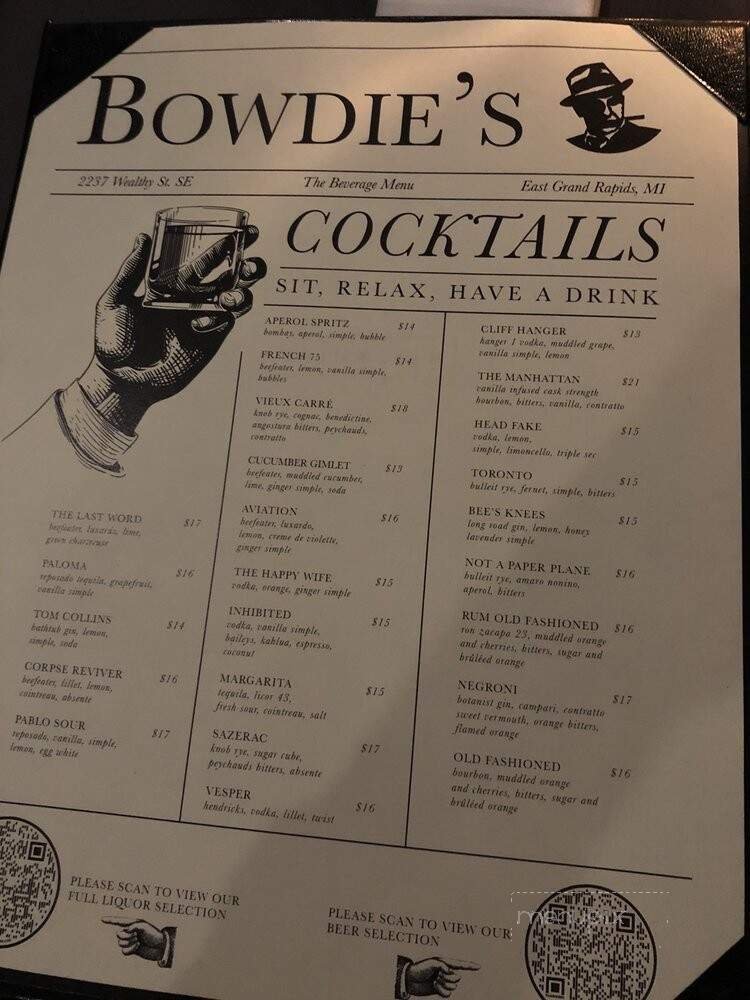 BOWDIE'S
2237 Wealthy St. SE
The Beverage Menu
East Grand Rapids, MI
COCKTAILS
SIT, RELAX, HAVE A DRINK
THE LAST WORD $17
beefeater, luxardo, lime,
green chartreuse
PALOMA $16
reposado tequila, grapefruit,
vanilla simple
TOM COLLINS $14
bathtub gin, lemon,
simple, soda
CORPSE REVIVER $16
beefeater, lillet, lemon,
cointreau, absente
PABLO SOUR $17
reposado, vanilla, simple,
lemon, egg white
APEROL SPRITZ $14
bombay, aperol, simple, bubble
FRENCH 75 $14
beefeater, lemon, vanilla simple,
bubbles
VIEUX CARRÉ $18
knob rye, cognac, benedictine,
angostura bitters, peychauds,
contratto
CUCUMBER GIMLET $13
beefeater, muddled cucumber,
lime, ginger simple, soda
AVIATION $16
beefeater, luxardo,
lemon, creme de violette,
ginger simple
THE HAPPY WIFE $15
vodka, orange, ginger simple
INHIBITED $15
vodka, vanilla simple,
baileys, kahlua, espresso,
coconut
MARGARITA $15
tequila, licor 43,
fresh sour, cointreau, salt
SAZERAC $17
knob rye, sugar cube,
peychauds bitters, absente
VESPER $16
hendricks, vodka, lillet, twist
CLIFF HANGER $13
hanger 1 vodka, muddled grape,
vanilla simple, lemon
THE MANHATTAN $21
vanilla infused cask strength
bourbon, bitters, vanilla, contratto
HEAD FAKE $15
vodka, lemon,
simple, limoncello, triple sec
TORONTO $15
bulleit rye, fernet, simple, bitters
BEE'S KNEES $15
long road gin, lemon, honey
lavender simple
NOT A PAPER PLANE $16
bulleit rye, amaro nonino,
aperol, bitters
RUM OLD FASHIONED $16
ron zacapa 23, muddled orange
and cherries, bitters, sugar and
brûléed orange
NEGRONI $17
botanist gin, campari, contratto
sweet vermouth, orange bitters,
flamed orange
OLD FASHIONED $16
bourbon, muddled orange
and cherries, bitters, sugar and
brûléed orange
PLEASE SCAN TO VIEW OUR
FULL LIQUOR SELECTION
PLEASE SCAN TO VIEW OUR
BEER SELECTION